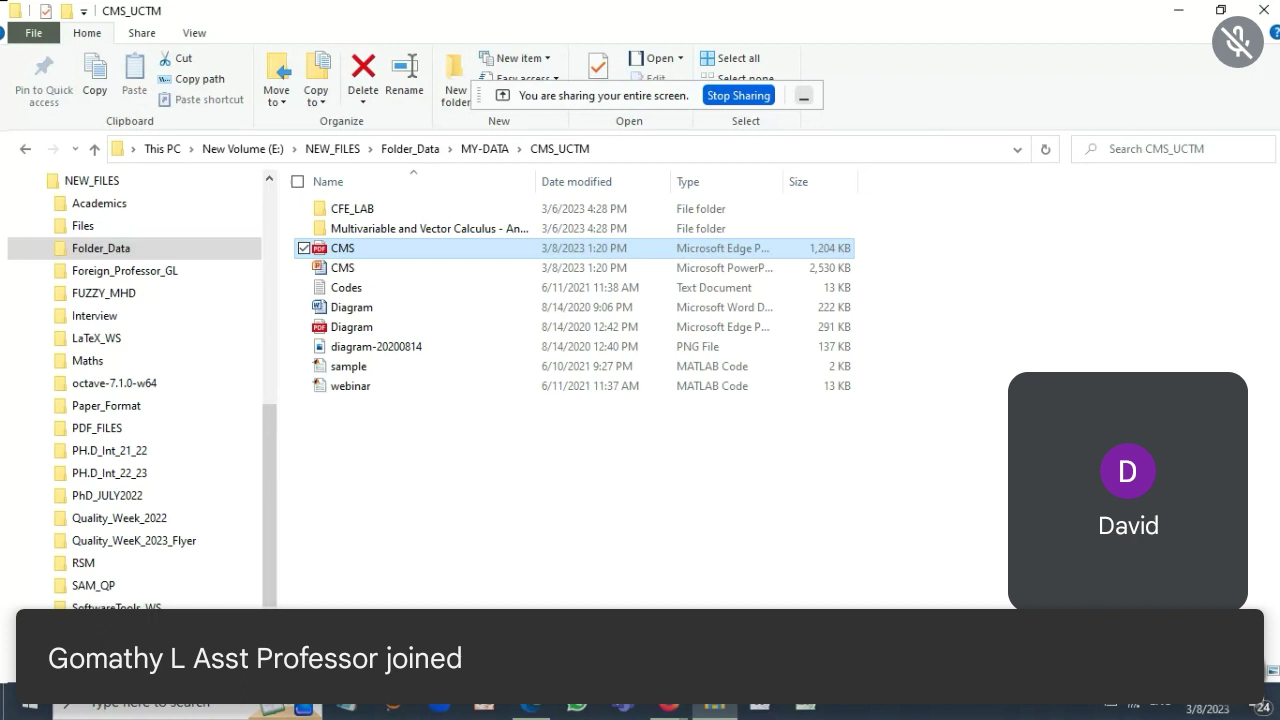 CMS_UCTM
File Home Share View
Pin to Quick access
Copy
Paste
Cut
Copy path
Paste shortcut
Clipboard
Move to
Copy to
Delete
Rename
Organize
New folder
New item
Easy access
New
Open
Edit
Open
Select all
Select none
Select
You are sharing your entire screen. Stop Sharing
This PC > New Volume (E:) > NEW_FILES > Folder_Data > MY-DATA > CMS_UCTM
Search CMS_UCTM
NEW_FILES
Academics
Files
Folder_Data
Foreign_Professor_GL
FUZZY_MHD
Interview
LaTeX_WS
Maths
octave-7.1.0-w64
Paper_Format
PDF_FILES
PH.D_Int_21_22
PH.D_Int_22_23
PhD_JULY2022
Quality_Week_2022
Quality_WeeK_2023_Flyer
RSM
SAM_QP
SoftwareTools_WS
Name Date modified Type Size
CFE_LAB 3/6/2023 4:28 PM File folder
Multivariable and Vector Calculus - An... 3/6/2023 4:28 PM File folder
CMS 3/8/2023 1:20 PM Microsoft Edge P... 1,204 KB
CMS 3/8/2023 1:20 PM Microsoft PowerP... 2,530 KB
Codes 6/11/2021 11:38 AM Text Document 13 KB
Diagram 8/14/2020 9:06 PM Microsoft Word D... 222 KB
Diagram 8/14/2020 12:42 PM Microsoft Edge P... 291 KB
diagram-20200814 8/14/2020 12:40 PM PNG File 137 KB
sample 6/10/2021 9:27 PM MATLAB Code 2 KB
webinar 6/11/2021 11:37 AM MATLAB Code 13 KB
D
David
Gomathy L Asst Professor joined
Type here to search
3/8/2023
24